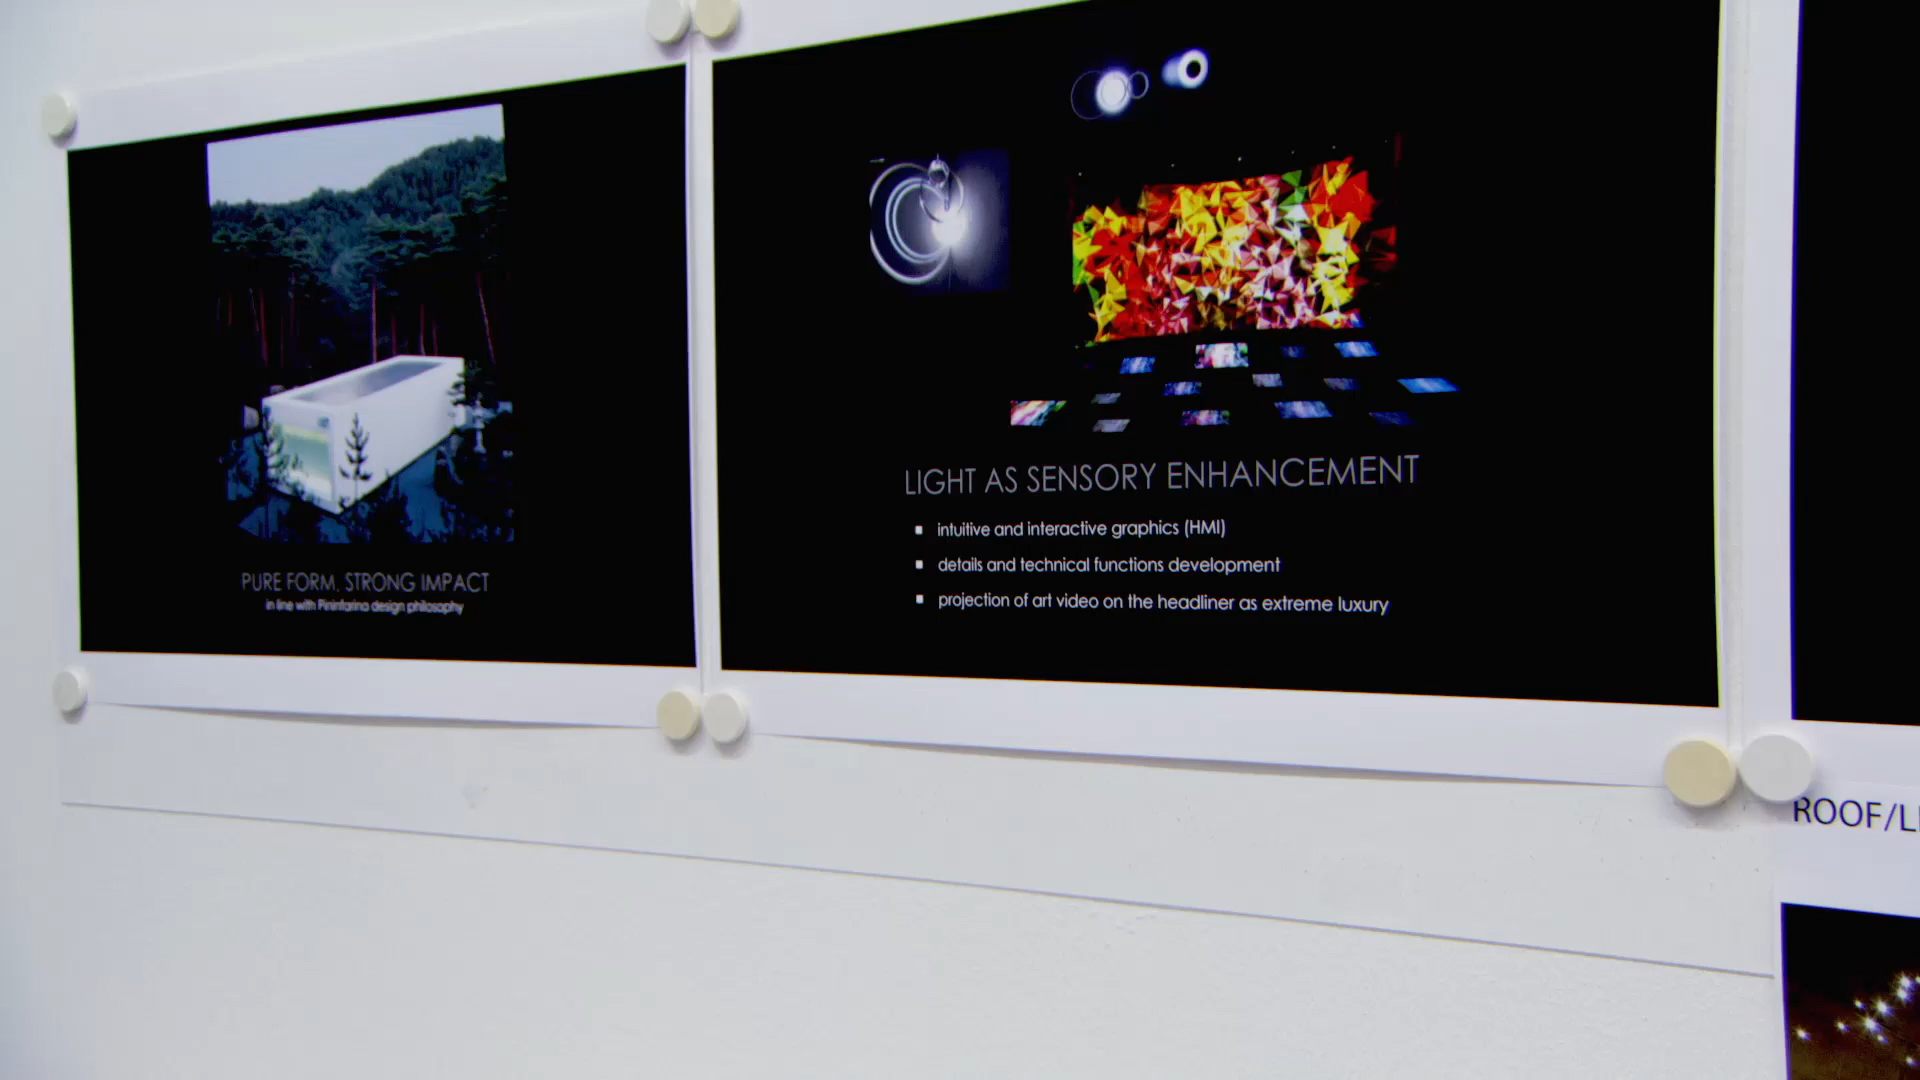 PURE FORM, STRONG IMPACT
in line with Pininfarina design philosophy
LIGHT AS SENSORY ENHANCEMENT
intuitive and interactive graphics (HMI)
details and technical functions development
projection of art video on the headliner as extreme luxury
ROOF/L